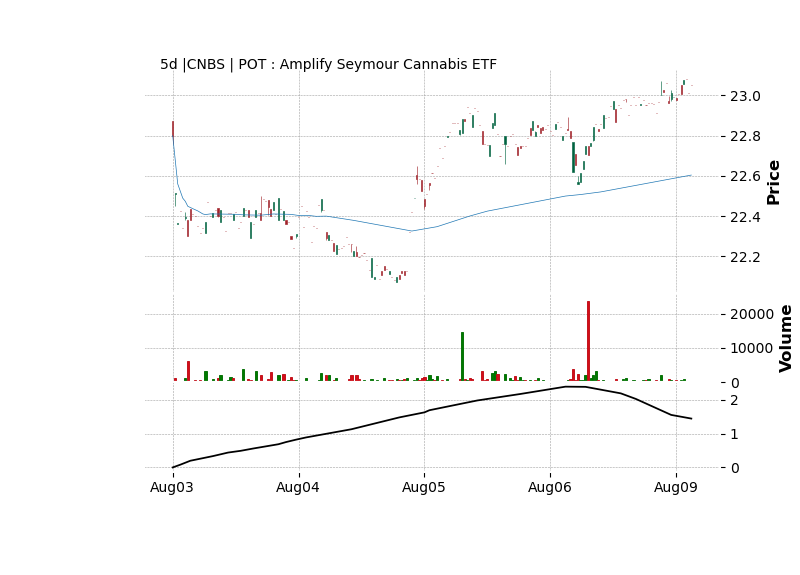 5d |CNBS | POT : Amplify Seymour Cannabis ETF
23.0
22.8
22.6
22.4
22.2
Price
20000
10000
0
Volume
2
1
0
Aug03 Aug04 Aug05 Aug06 Aug09